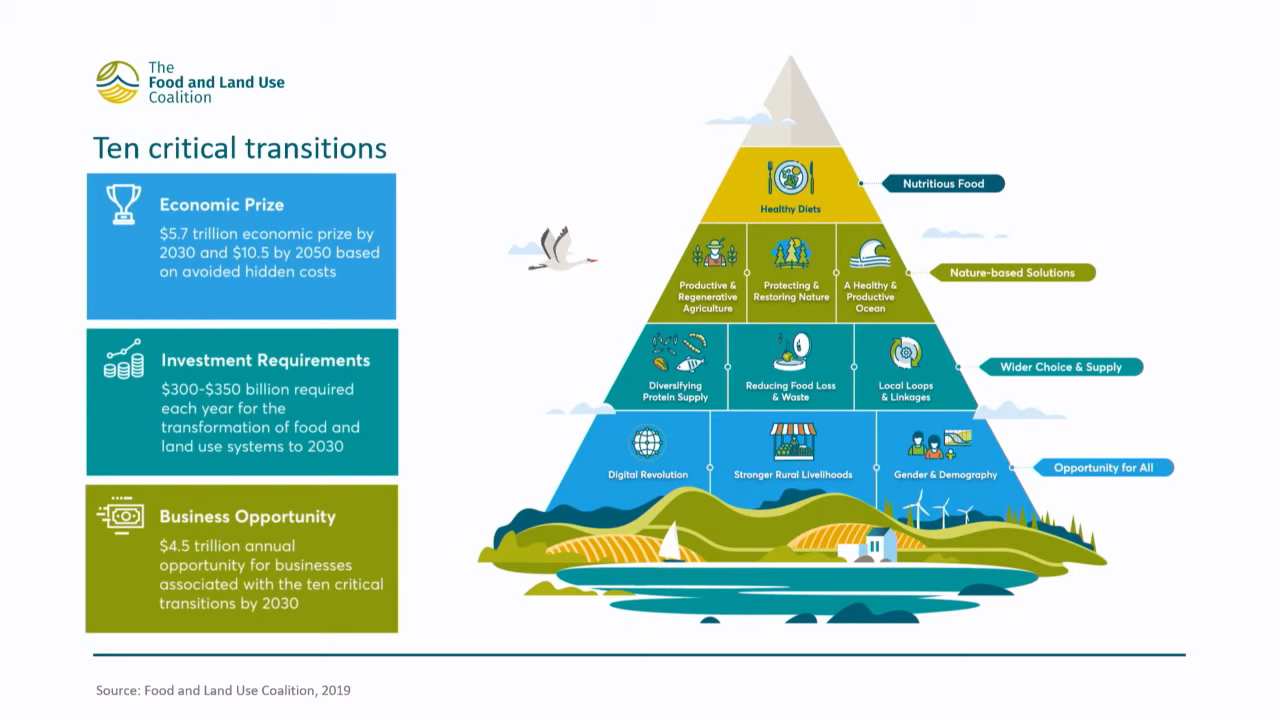 The
Food and Land Use
Coalition
Ten critical transitions
Economic Prize
$5.7 trillion economic prize by
2030 and $10.5 by 2050 based
on avoided hidden costs
Investment Requirements
$300-$350 billion required
each year for the
transformation of food and
land use systems to 2030
Business Opportunity
$4.5 trillion annual
opportunity for businesses
associated with the ten critical
transitions by 2030
Healthy Diets
Nutritious Food
Productive &
Regenerative
Agriculture
Protecting &
Restoring Nature
A Healthy &
Productive
Ocean
Nature-based Solutions
Diversifying
Protein Supply
Reducing Food Loss
& Waste
Local Loops
& Linkages
Wider Choice & Supply
Digital Revolution
Stronger Rural Livelihoods
Gender & Demography
Opportunity for All
Source: Food and Land Use Coalition, 2019